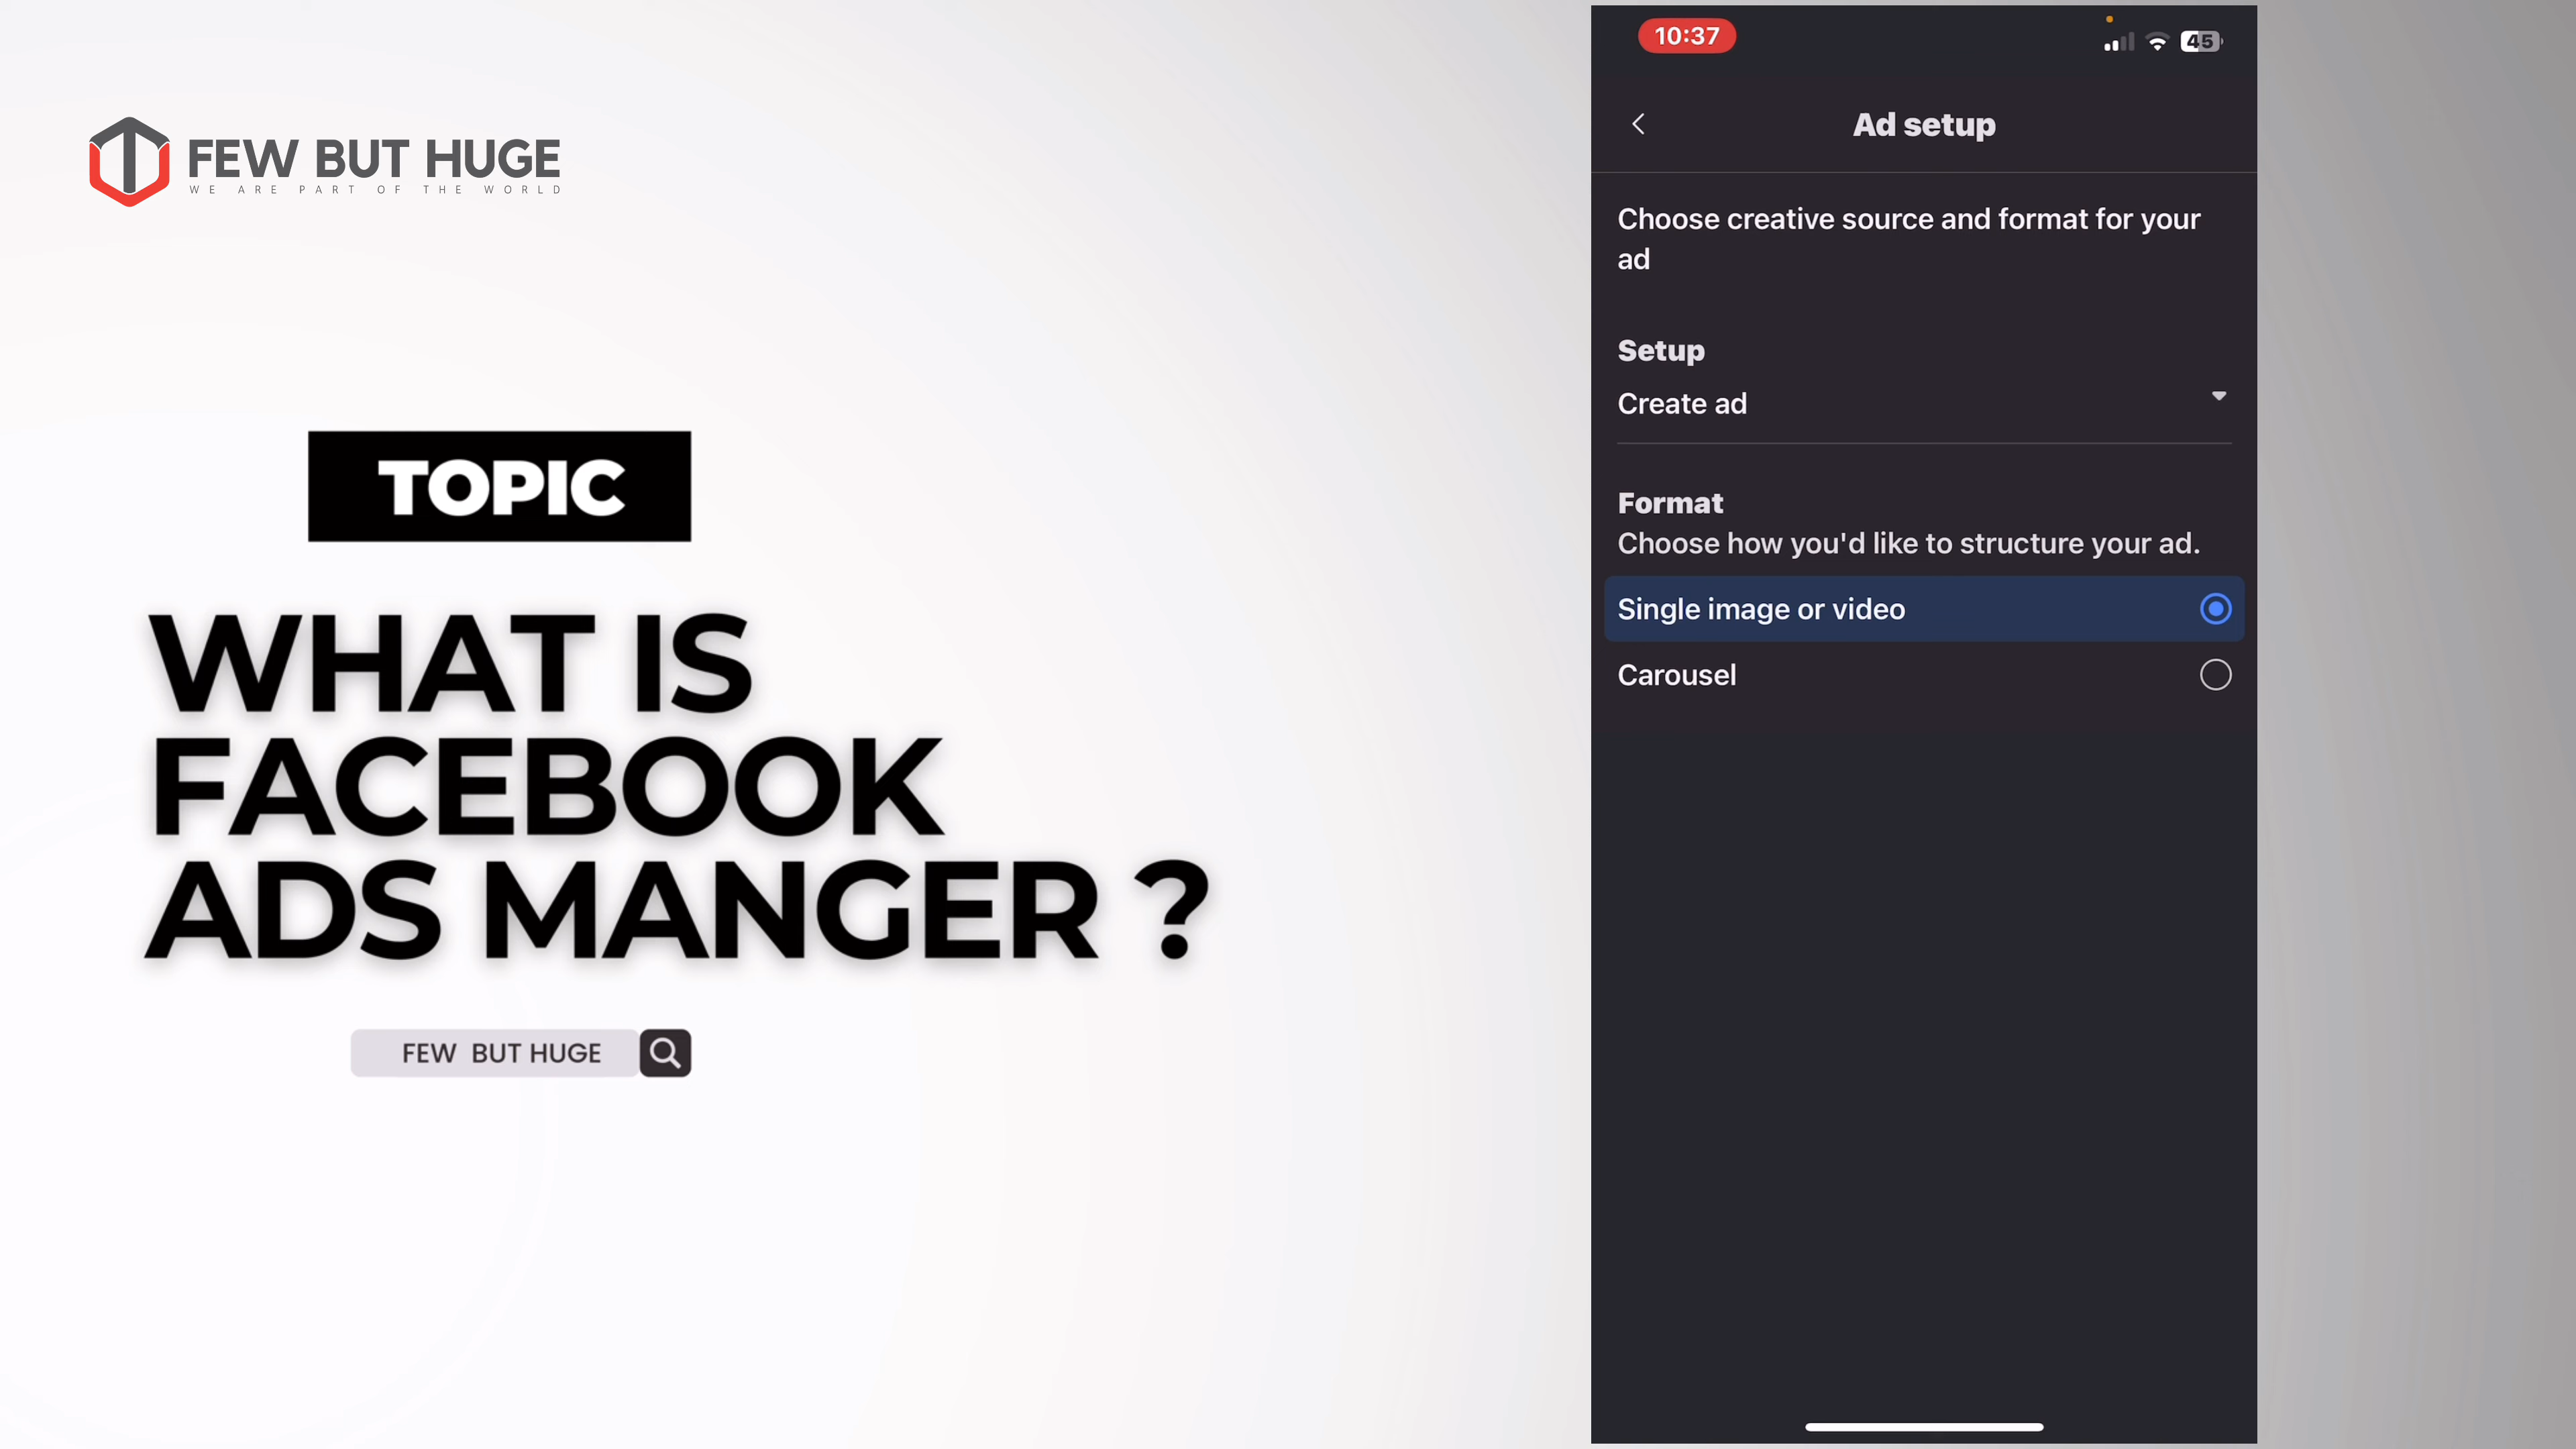 FEW BUT HUGE
WE ARE PART OF THE WORLD
TOPIC
WHAT IS
FACEBOOK
ADS MANGER ?
FEW BUT HUGE
10:37
45
Ad setup
Choose creative source and format for your
ad
Setup
Create ad
Format
Choose how you'd like to structure your ad.
Single image or video
Carousel